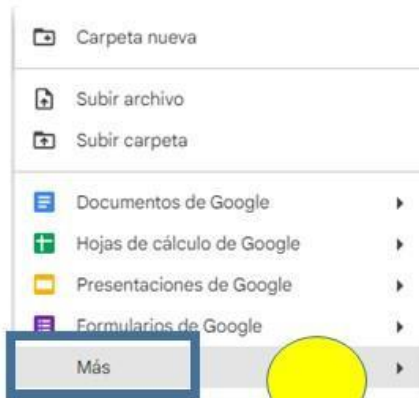 Carpeta nueva
Subir archivo
Subir carpeta
Documentos de Google
Hojas de cálculo de Google
Presentaciones de Google
Formularios de Google
Más